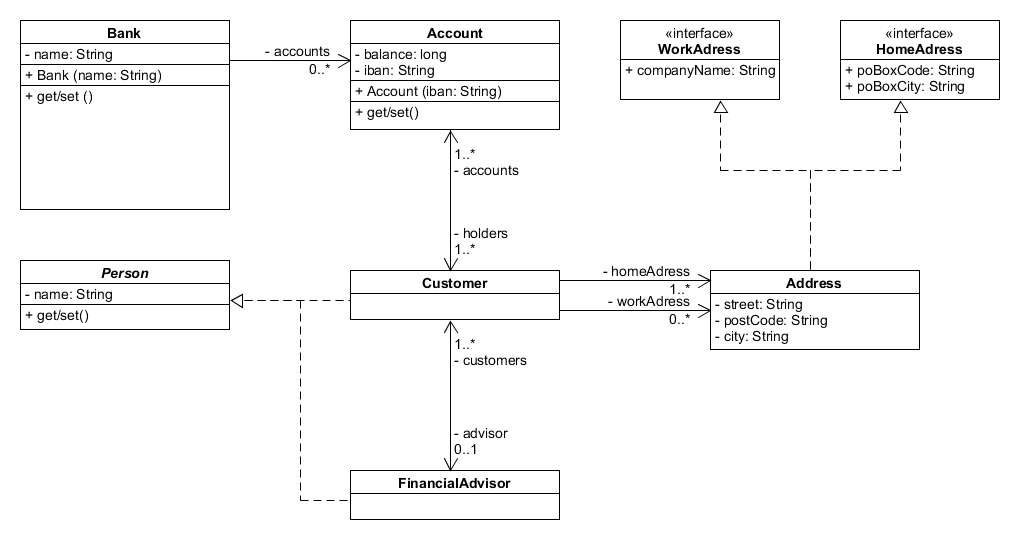 Bank
- name: String
+ Bank (name: String)
+ get/set ()
- accounts
0..*
Account
- balance: long
- iban: String
+ Account (iban: String)
+ get/set()
«interface»
WorkAdress
+ companyName: String
«interface»
HomeAdress
+ poBoxCode: String
+ poBoxCity: String
1..*
- accounts
- holders
1..*
Person
- name: String
+ get/set()
Customer
- homeAdress
1..*
- workAdress
0..*
Address
- street: String
- postCode: String
- city: String
1..*
- customers
- advisor
0..1
FinancialAdvisor